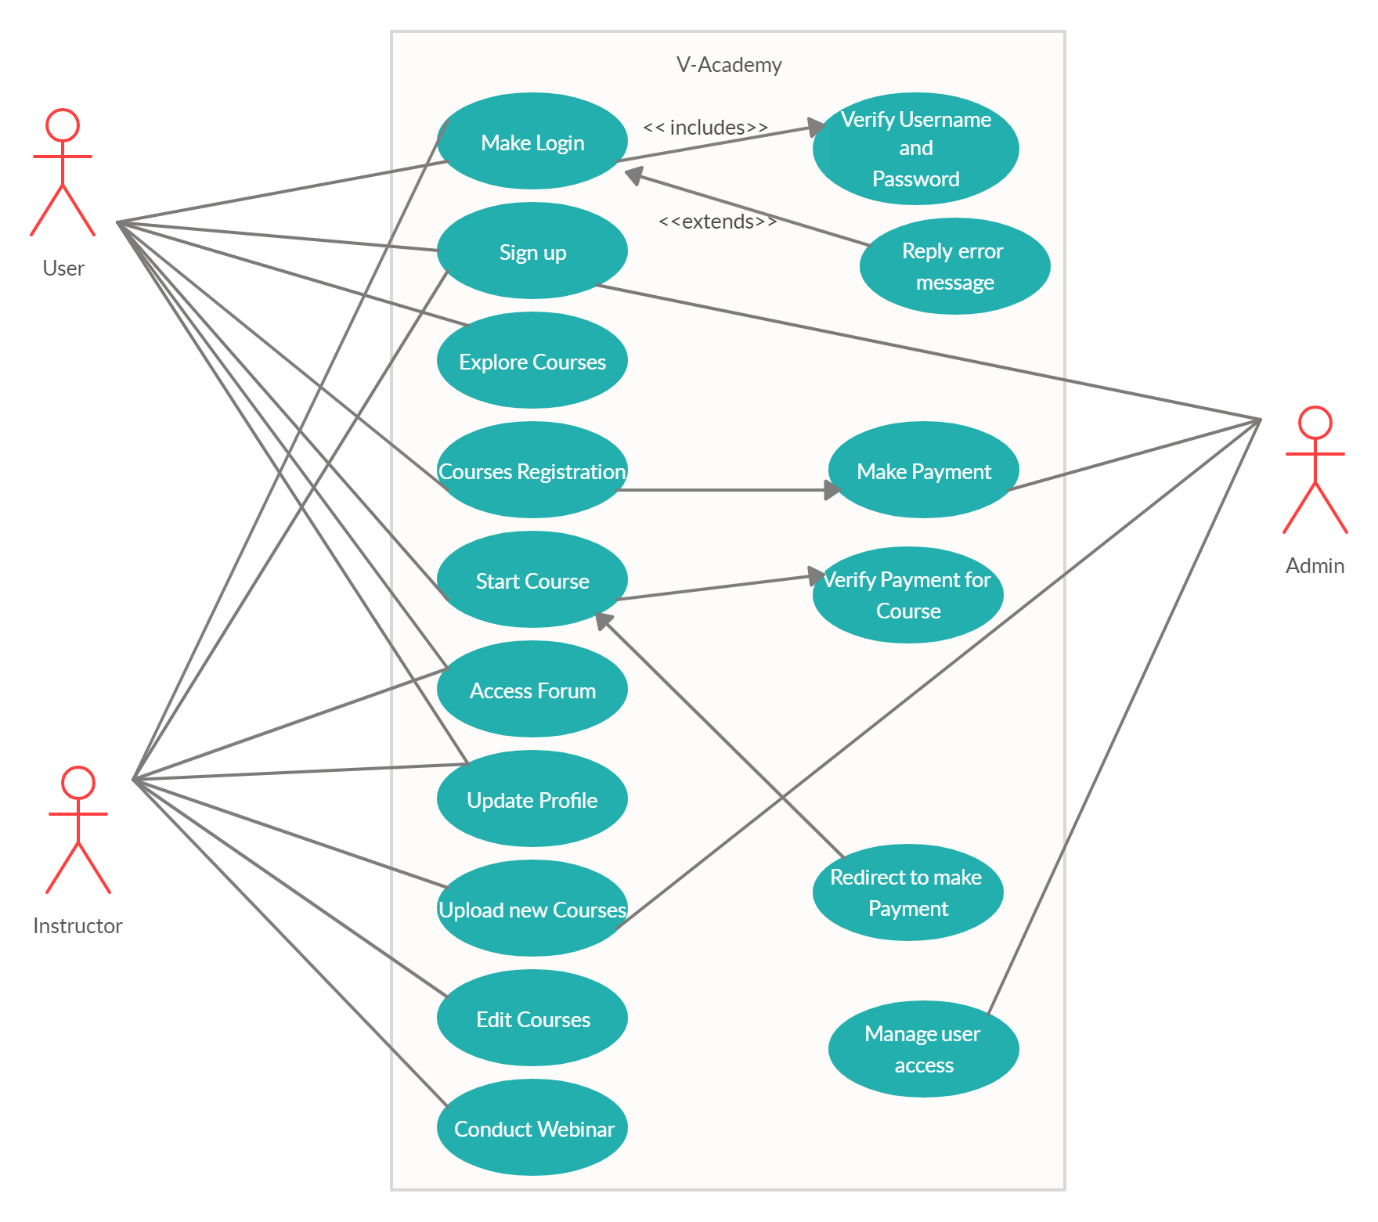 V-Academy
Make Login
<< includes>>
Verify Username
and
Password
User
Sign up
<<extends>>
Reply error
message
Explore Courses
Courses Registration
Make Payment
Start Course
Verify Payment for
Course
Admin
Access Forum
Update Profile
Instructor
Upload new Courses
Redirect to make
Payment
Edit Courses
Manage user
access
Conduct Webinar